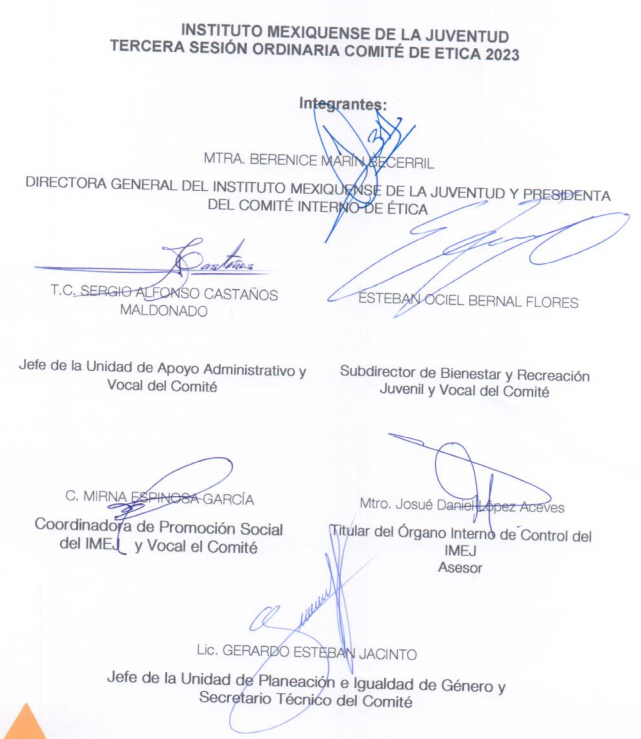 INSTITUTO MEXIQUENSE DE LA JUVENTUD
TERCERA SESIÓN ORDINARIA COMITÉ DE ETICA 2023
Integrantes:
MTRA. BERENICE MARÍN BECERRIL
DIRECTORA GENERAL DEL INSTITUTO MEXIQUENSE DE LA JUVENTUD Y PRESIDENTA
DEL COMITÉ INTERNO DE ÉTICA
Castaños
T.C. SERGIO ALFONSO CASTAÑOS
MALDONADO
ESTEBAN OCIEL BERNAL FLORES
Jefe de la Unidad de Apoyo Administrativo y
Vocal del Comité
Subdirector de Bienestar y Recreación
Juvenil y Vocal del Comité
C. MIRNA ESPINOSA GARCÍA
Coordinadora de Promoción Social
del IMEJ y Vocal el Comité
Mtro. Josué Daniel López Aceves
Titular del Órgano Interno de Control del
IMEJ
Asesor
Lic. GERARDO ESTEBAN JACINTO
Jefe de la Unidad de Planeación e Igualdad de Género y
Secretario Técnico del Comité